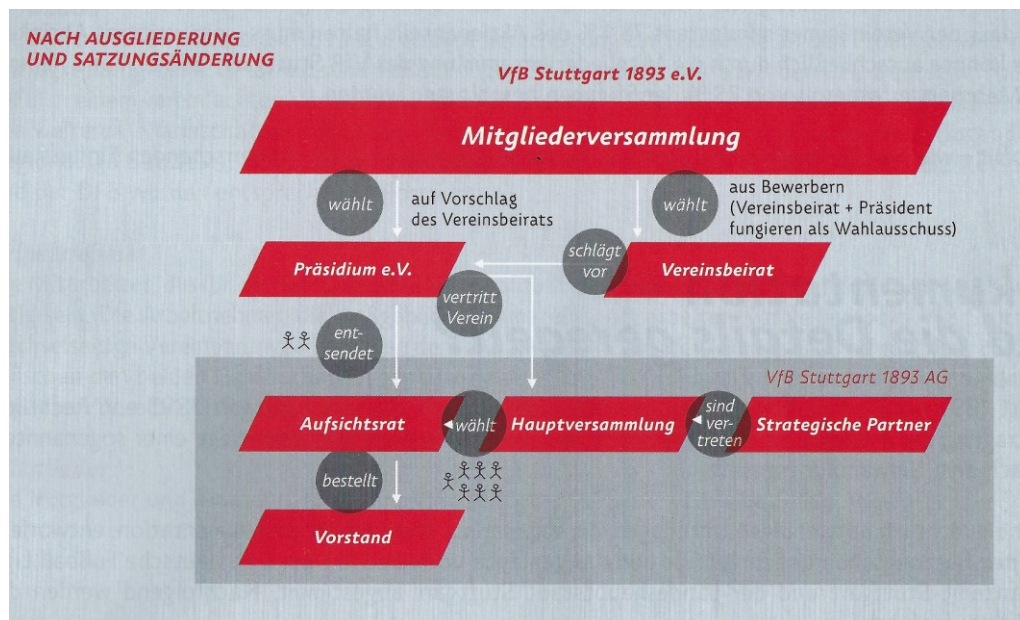 NACH AUSGLIEDERUNG
UND SATZUNGSÄNDERUNG
VfB Stuttgart 1893 e.V.
Mitgliederversammlung
wählt
auf Vorschlag
des Vereinsbeirats
wählt
aus Bewerbern
(Vereinsbeirat + Präsident
fungieren als Wahlausschuss)
Präsidium e.V.
schlägt
vor
Vereinsbeirat
vertritt
Verein
ent-
sendet
VfB Stuttgart 1893 AG
Aufsichtsrat
wählt
Hauptversammlung
sind
ver-
treten
Strategische Partner
bestellt
Vorstand